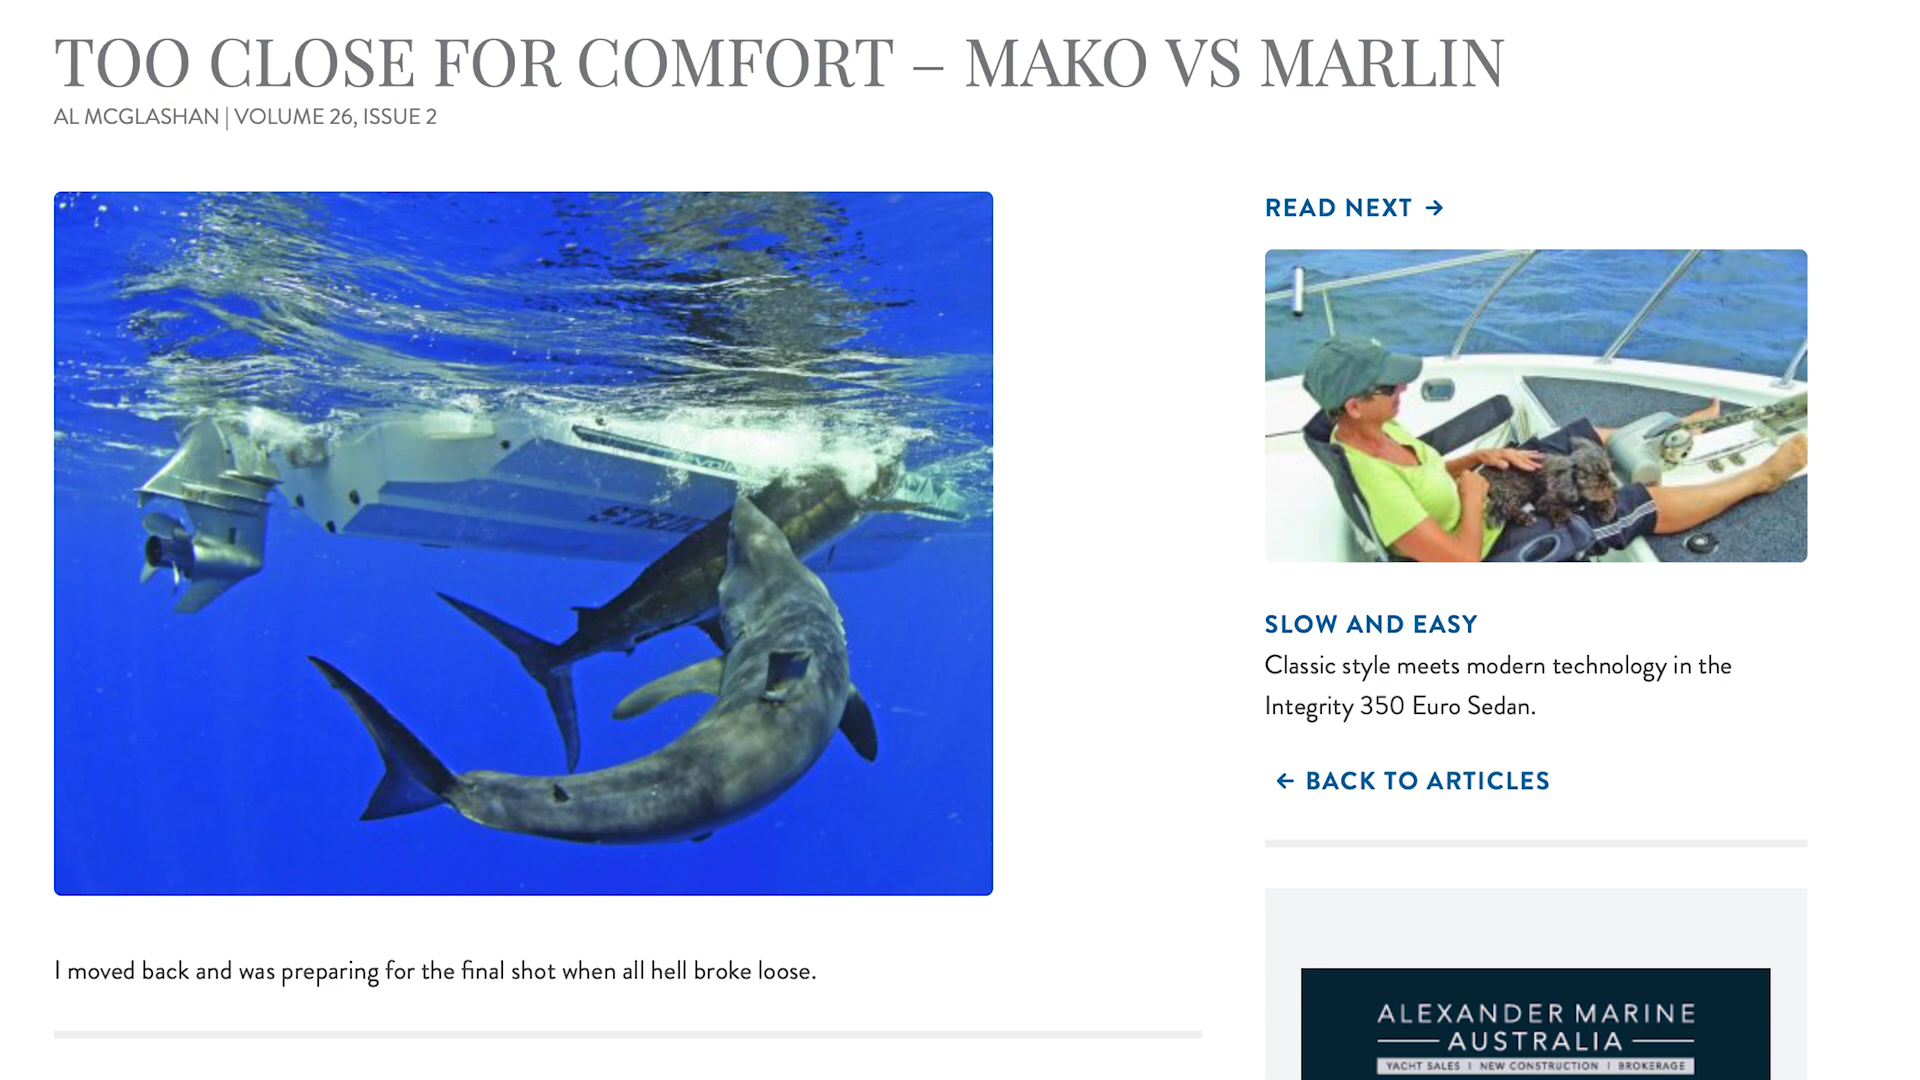 TOO CLOSE FOR COMFORT – MAKO VS MARLIN
AL MCGLASHAN | VOLUME 26, ISSUE 2
I moved back and was preparing for the final shot when all hell broke loose.
READ NEXT →
SLOW AND EASY
Classic style meets modern technology in the
Integrity 350 Euro Sedan.
← BACK TO ARTICLES
ALEXANDER MARINE
AUSTRALIA
YACHT SALES | NEW CONSTRUCTION | BROKERAGE